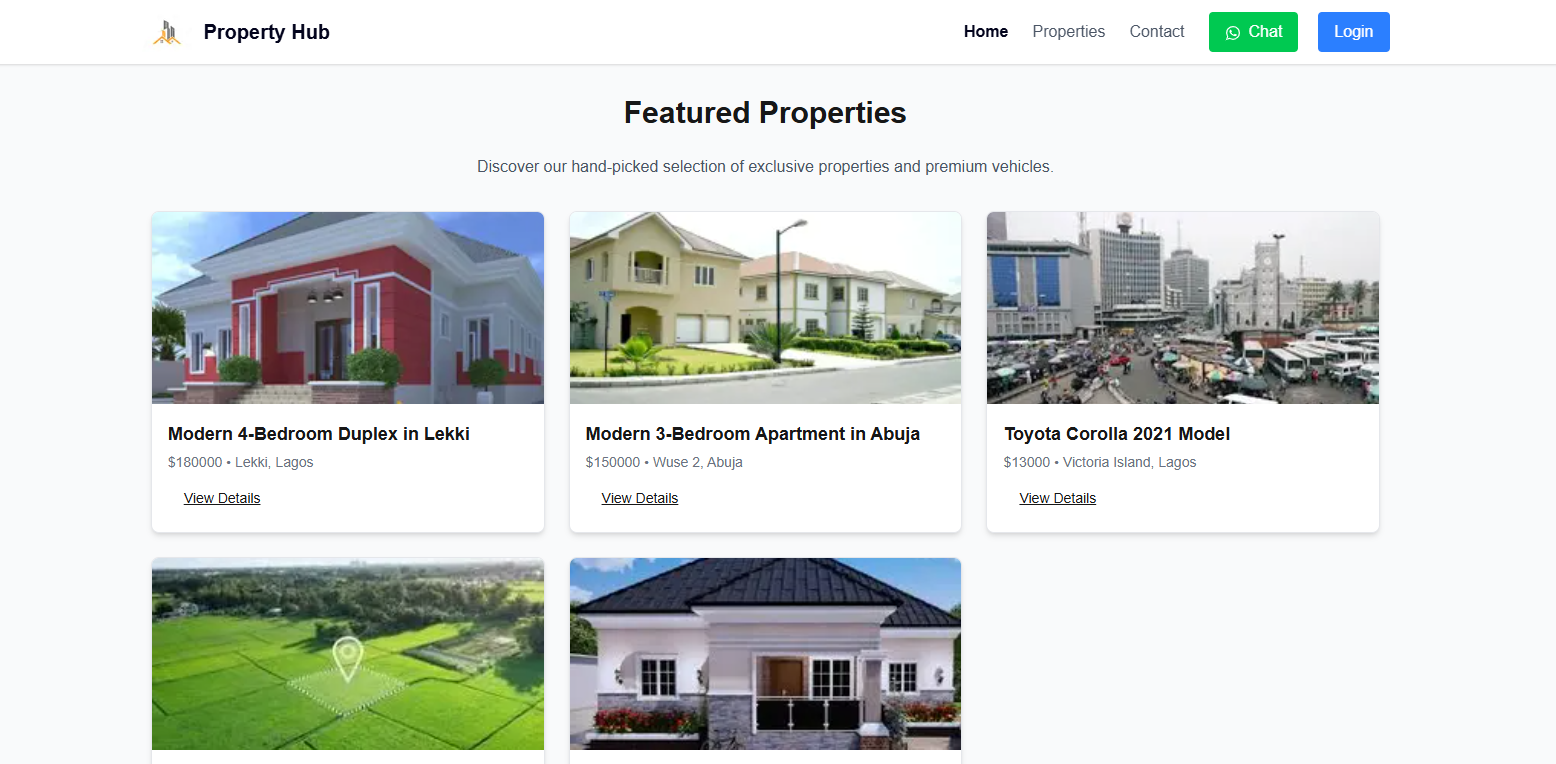 Property Hub
Home
Properties
Contact
Chat
Login
Featured Properties
Discover our hand-picked selection of exclusive properties and premium vehicles.
Modern 4-Bedroom Duplex in Lekki
$180000 • Lekki, Lagos
View Details
Modern 3-Bedroom Apartment in Abuja
$150000 • Wuse 2, Abuja
View Details
Toyota Corolla 2021 Model
$13000 • Victoria Island, Lagos
View Details